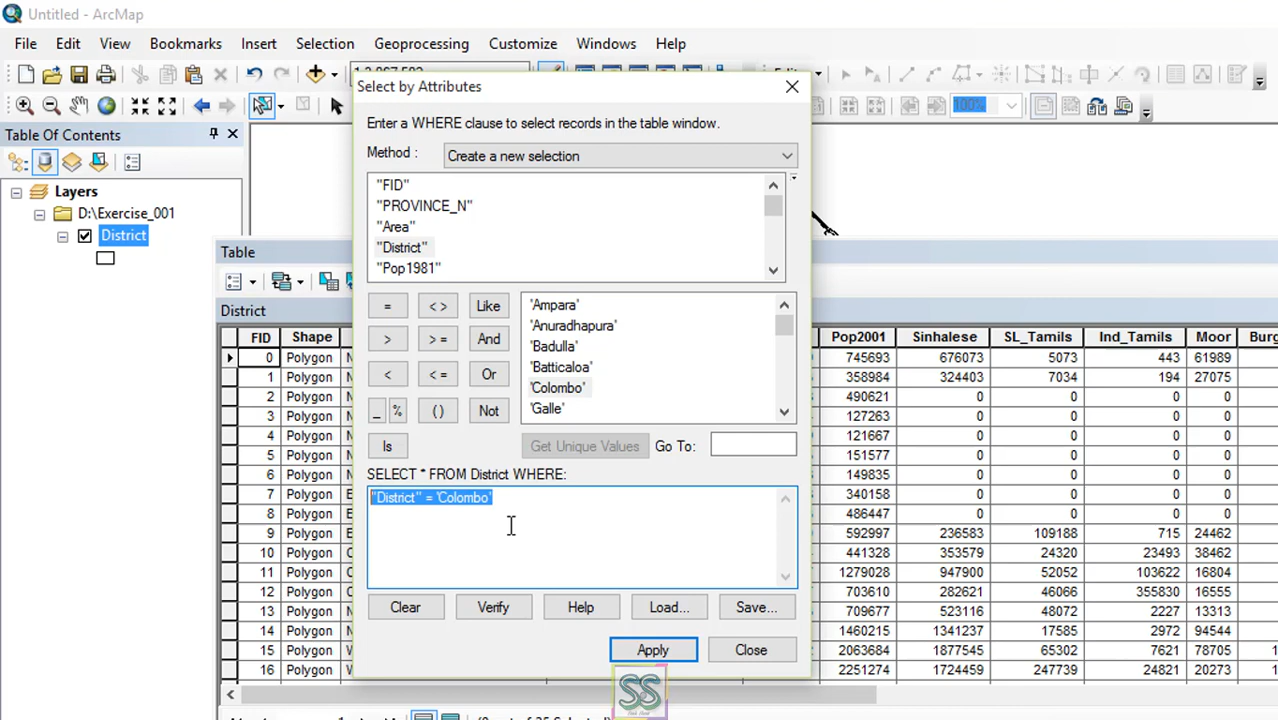 Untitled - ArcMap
File Edit View Bookmarks Insert Selection Geoprocessing Customize Windows Help
Select by Attributes
100%
Table Of Contents
Enter a WHERE clause to select records in the table window.
Method : Create a new selection
Layers
D:\Exercise_001
District
"FID"
"PROVINCE_N"
"Area"
"District"
"Pop1981"
Table
District
= < > Like
> > = And
< < = Or
_ % ( ) Not
Is
'Ampara'
'Anuradhapura'
'Badulla'
'Batticaloa'
'Colombo'
'Galle'
Get Unique Values Go To:
SELECT * FROM District WHERE:
"District" = 'Colombo'
Clear Verify Help Load... Save...
Apply Close
SS
FID Shape Pop2001 Sinhalese SL_Tamils Ind_Tamils Moor Burg
0 Polygon N 745693 676073 5073 443 61989
1 Polygon N 358984 324403 7034 194 27075
2 Polygon N 490621 0 0 0 0
3 Polygon N 127263 0 0 0 0
4 Polygon N 121667 0 0 0 0
5 Polygon N 151577 0 0 0 0
6 Polygon N 149835 0 0 0 0
7 Polygon E 340158 0 0 0 0
8 Polygon E 486447 0 0 0 0
9 Polygon E 592997 236583 109188 715 24462
10 Polygon C 441328 353579 24320 23493 38462
11 Polygon C 1279028 947900 52052 103622 16804
12 Polygon C 703610 282621 46066 355830 16555
13 Polygon S 709677 523116 48072 2227 13313
14 Polygon N 1460215 1341237 17585 2972 94544
15 Polygon W 2063684 1877545 65302 7621 78705
16 Polygon W 2251274 1724459 247739 24821 20273